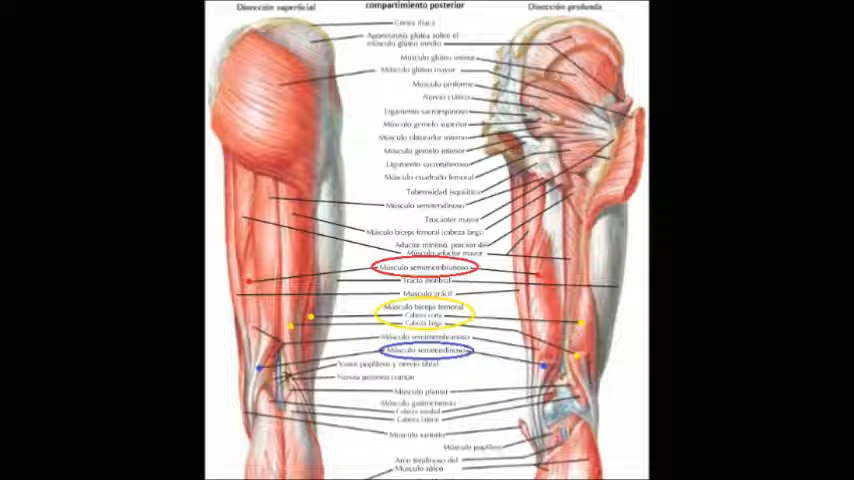 Disección superficial
compartimiento posterior
Disección profunda
Cresta ilíaca
Aponeurosis glútea sobre el
músculo glúteo medio
Músculo glúteo menor
Músculo glúteo mayor
Músculo piriforme
Nervio ciático
Ligamento sacroespinoso
Músculo gemelo superior
Músculo obturador interno
Músculo gemelo inferior
Ligamento sacrotuberoso
Músculo cuadrado femoral
Tuberosidad isquiática
Músculo semitendinoso
Trocánter mayor
Músculo bíceps femoral (cabeza larga)
Aductor mínimo, porción del
Músculo aductor mayor
Músculo semimembranoso
Tracto iliotibial
Músculo grácil
Músculo bíceps femoral
Cabeza corta
Cabeza larga
Músculo semimembranoso
Músculo semitendinoso
Vasos poplíteos y nervio tibial
Nervio peroneo común
Músculo plantar
Músculo gastrocnemio
Cabeza medial
Cabeza lateral
Músculo sartorio
Músculo poplíteo
Arco tendinoso del
Músculo sóleo